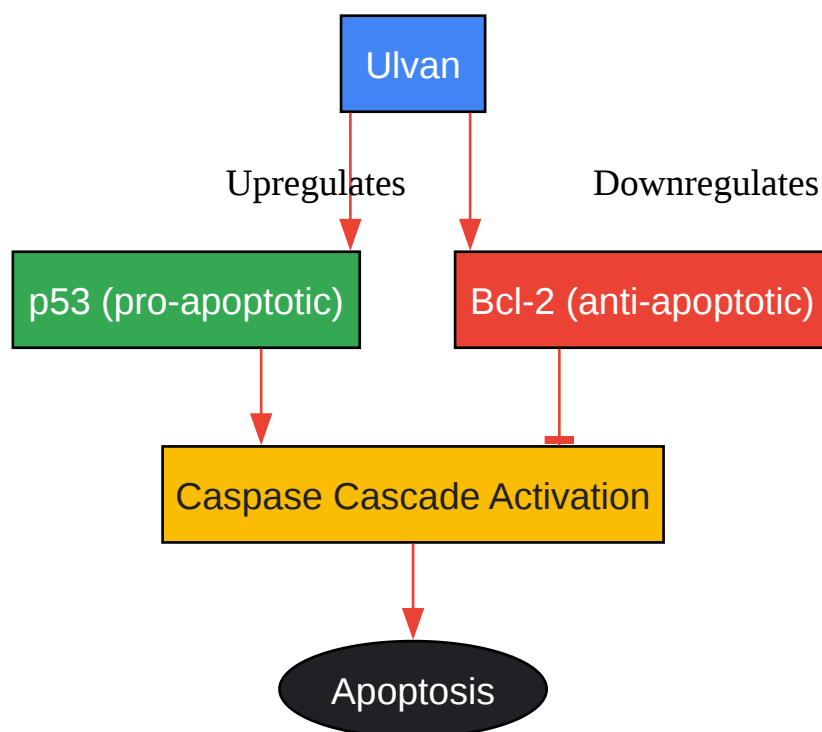 Ulvan
Upregulates
Downregulates
p53 (pro-apoptotic)
Bcl-2 (anti-apoptotic)
Caspase Cascade Activation
Apoptosis